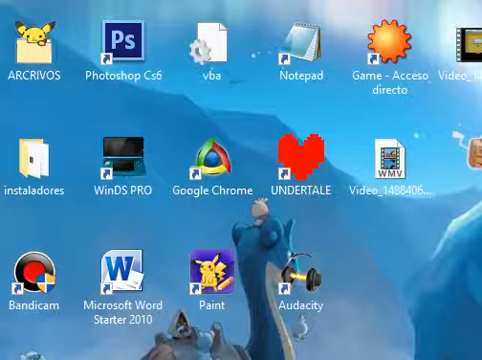 ARCRIVOS
Photoshop Cs6
vba
Notepad
Game - Acceso
directo
Video_1
instaladores
WinDS PRO
Google Chrome
UNDERTALE
Video_1488406...
WMV
Bandicam
Microsoft Word
Starter 2010
Paint
Audacity
Ps
W